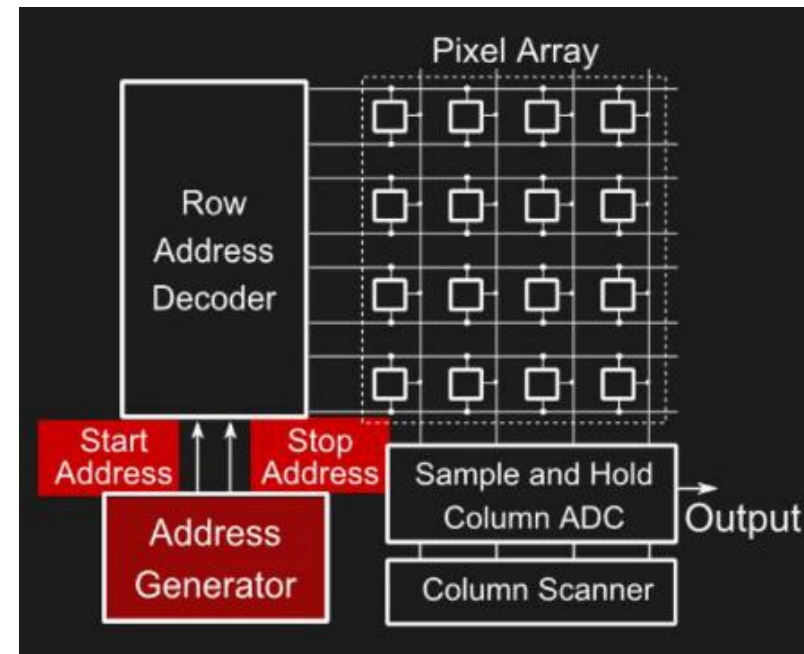 Pixel Array
Row
Address
Decoder
Start
Address
Stop
Address
Address
Generator
Sample and Hold
Column ADC
Output
Column Scanner